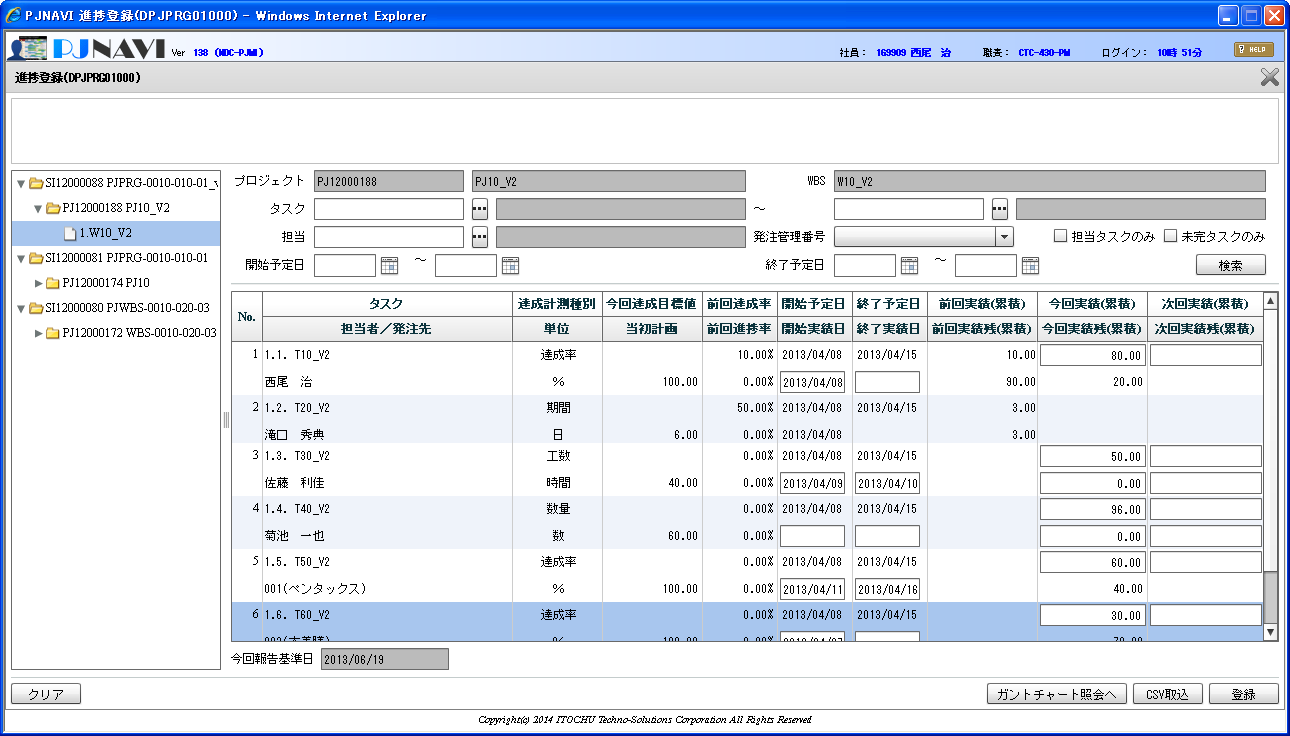 PJNAVI 進捗登録(DPJPRG01000) - Windows Internet Explorer
PJNAVI Ver 138 (NDC-PJWI) 社員： 169909 西尾　治 職責： CTC-430-PM ログイン： 10時 51分 ? HELP
進捗登録(DPJPRG01000)
SI12000088 PJPRG-0010-010-01_v
PJ12000188 PJ10_V2
1.W10_V2
SI12000081 PJPRG-0010-010-01
PJ12000174 PJ10
SI12000080 PJWBS-0010-020-03
PJ12000172 WBS-0010-020-03
プロジェクト PJ12000188 PJ10_V2 WBS W10_V2
タスク ... ～ ...
担当 ... 発注管理番号 担当タスクのみ 未完タスクのみ
開始予定日 ～ 終了予定日 ～ 検索
No. タスク 達成計測種別 今回達成目標値 前回達成率 開始予定日 終了予定日 前回実績(累積) 今回実績(累積) 次回実績(累積)
担当者／発注先 単位 当初計画 前回進捗率 開始実績日 終了実績日 前回実績残(累積) 今回実績残(累積) 次回実績残(累積)
1 1.1. T10_V2 達成率 10.00% 2013/04/08 2013/04/15 10.00 80.00
西尾　治 % 100.00 0.00% 2013/04/08 90.00 20.00
2 1.2. T20_V2 期間 50.00% 2013/04/08 2013/04/15 3.00
滝口　秀典 日 6.00 0.00% 2013/04/08 3.00
3 1.3. T30_V2 工数 0.00% 2013/04/08 2013/04/15 50.00
佐藤　利佳 時間 40.00 0.00% 2013/04/09 2013/04/10 0.00
4 1.4. T40_V2 数量 0.00% 2013/04/08 2013/04/15 96.00
菊池　一也 数 60.00 0.00% 0.00
5 1.5. T50_V2 達成率 0.00% 2013/04/08 2013/04/15 60.00
001(ペンタックス) % 100.00 0.00% 2013/04/11 2013/04/16 40.00
6 1.6. T60_V2 達成率 0.00% 2013/04/08 2013/04/15 30.00
今回報告基準日 2013/06/19
クリア ガントチャート照会へ CSV取込 登録
Copyright(c) 2014 ITOCHU Techno-Solutions Corporation All Rights Reserved